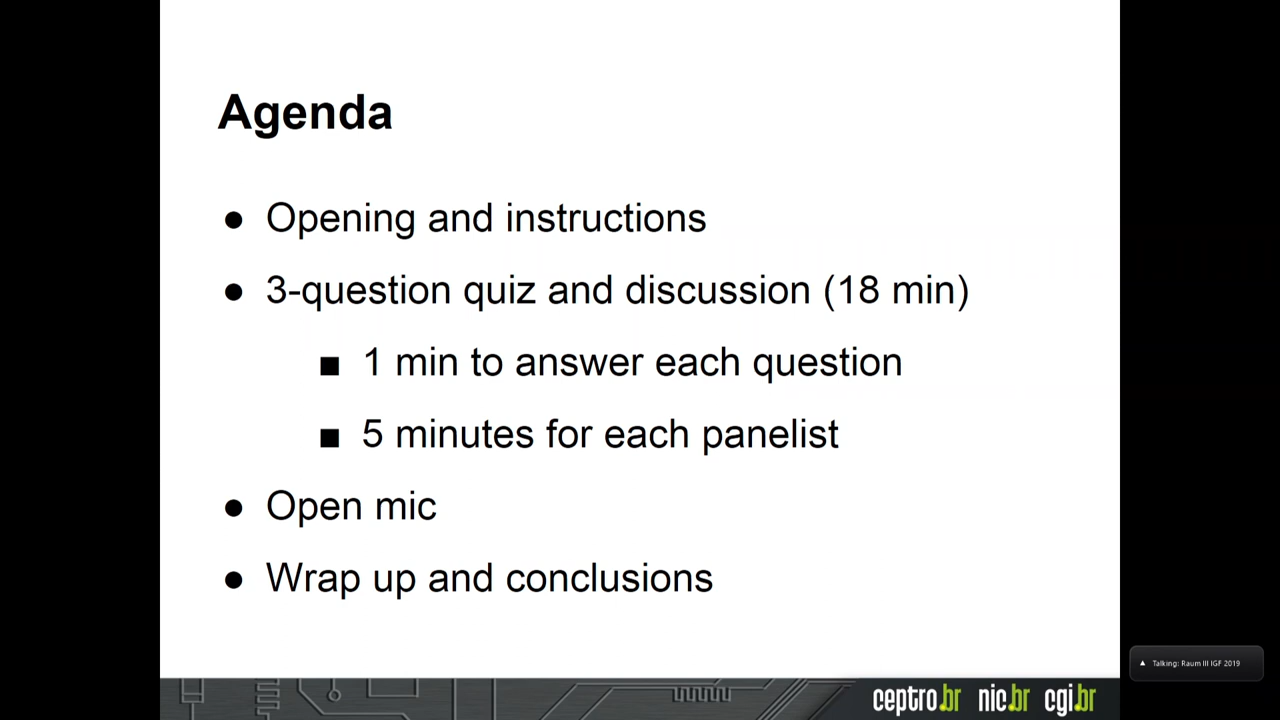 Agenda
● Opening and instructions
● 3-question quiz and discussion (18 min)
■ 1 min to answer each question
■ 5 minutes for each panelist
● Open mic
● Wrap up and conclusions
▲ Talking: Raum III IGF 2019
ceptro.br nic.br cgi.br